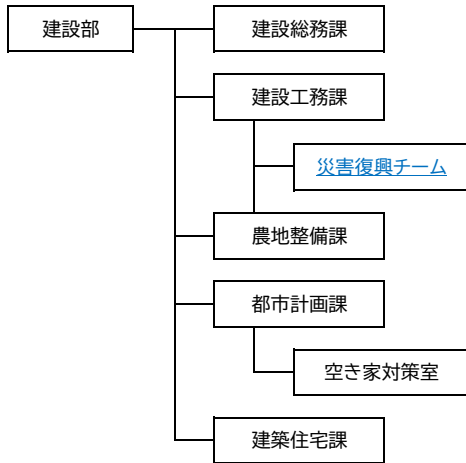 建設部
建設総務課
建設工務課
災害復興チーム
農地整備課
都市計画課
空き家対策室
建築住宅課